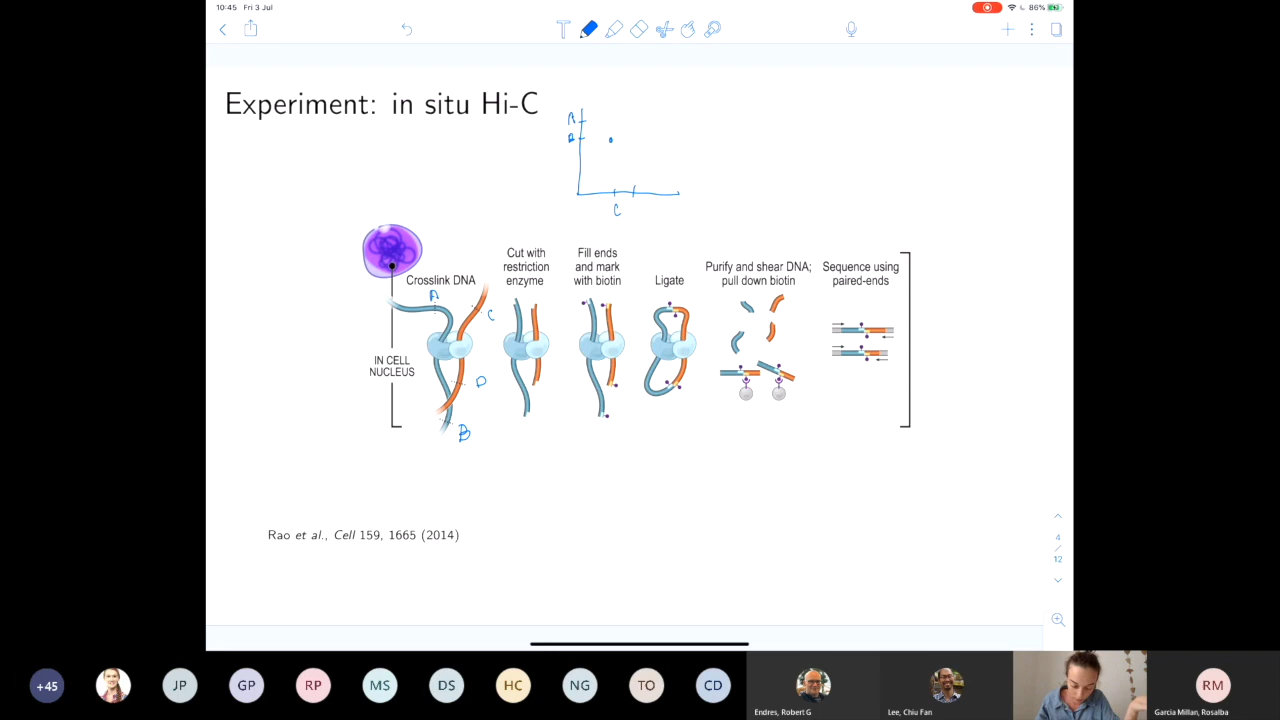 10:45 Fri 3 Jul
86%
Experiment: in situ Hi-C
A
B
C
Crosslink DNA
Cut with
restriction
enzyme
Fill ends
and mark
with biotin
Ligate
Purify and shear DNA;
pull down biotin
Sequence using
paired-ends
A
C
IN CELL
NUCLEUS
D
B
Rao et al., Cell 159, 1665 (2014)
4
/
12
+45
JP
GP
RP
MS
DS
HC
NG
TO
CD
RM
Endres, Robert G
Lee, Chiu Fan
Garcia Millan, Rosalba